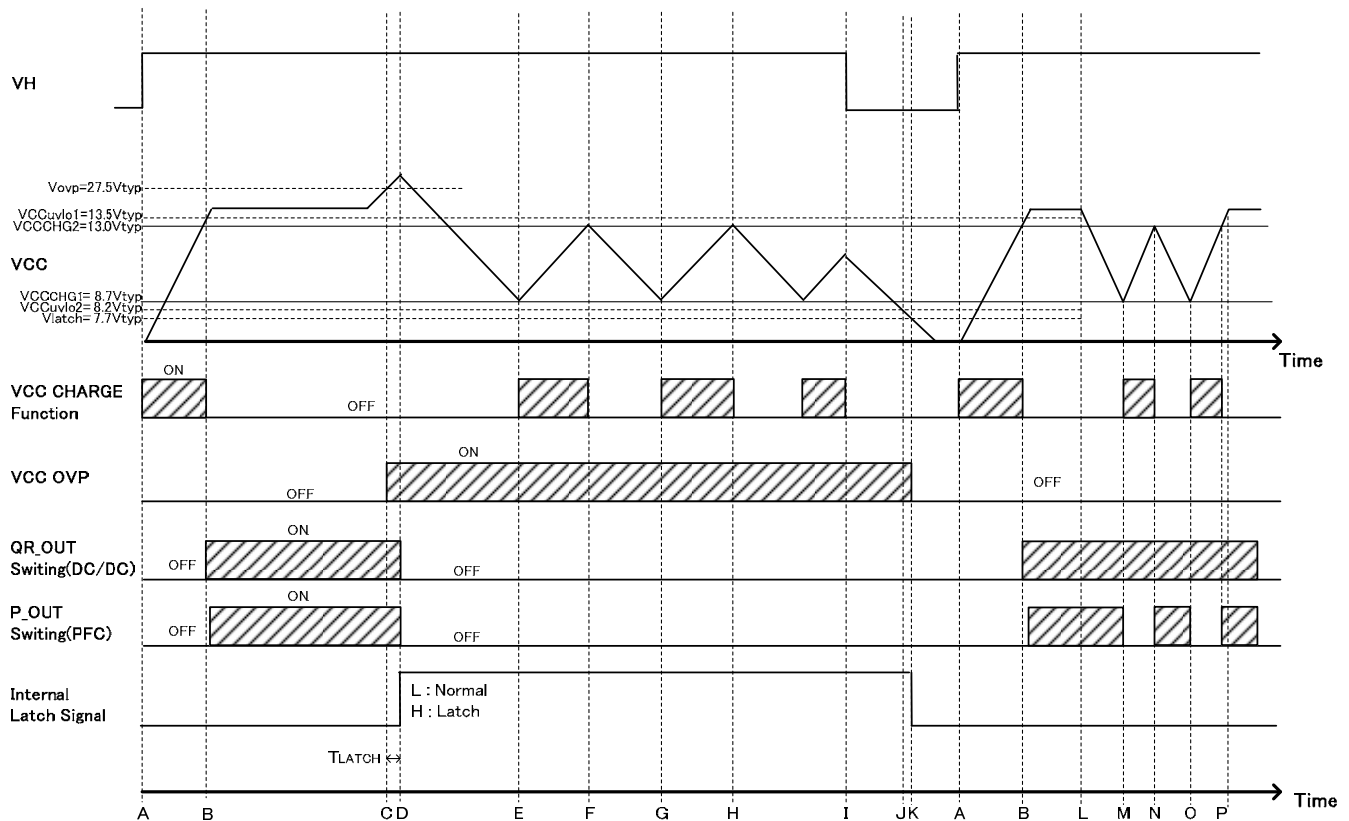 VH
Vovp=27.5Vtyp
VCCuvlo1=13.5Vtyp
VCCCHG2=13.0Vtyp
VCC
VCCCHG1= 8.7Vtyp
VCCuvlo2= 8.2Vtyp
Vlatch= 7.7Vtyp
Time
VCC CHARGE
Function
ON
OFF
VCC OVP
OFF
ON
OFF
QR_OUT
Switing(DC/DC)
OFF
ON
OFF
P_OUT
Switing(PFC)
OFF
ON
OFF
Internal
Latch Signal
L : Normal
H : Latch
TLATCH
A B C D E F G H I J K A B L M N O P
Time